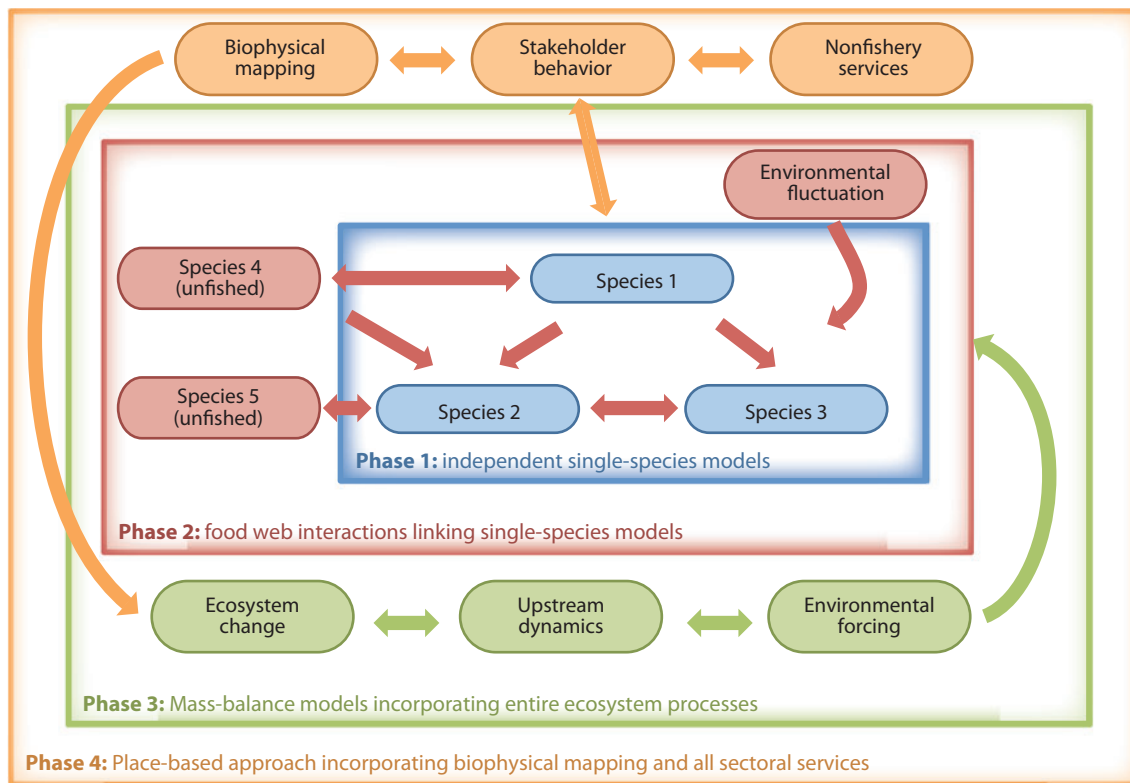 Biophysical
mapping
Stakeholder
behavior
Nonfishery
services
Environmental
fluctuation
Species 4
(unfished)
Species 1
Species 5
(unfished)
Species 2
Species 3
Phase 1: independent single-species models
Phase 2: food web interactions linking single-species models
Ecosystem
change
Upstream
dynamics
Environmental
forcing
Phase 3: Mass-balance models incorporating entire ecosystem processes
Phase 4: Place-based approach incorporating biophysical mapping and all sectoral services